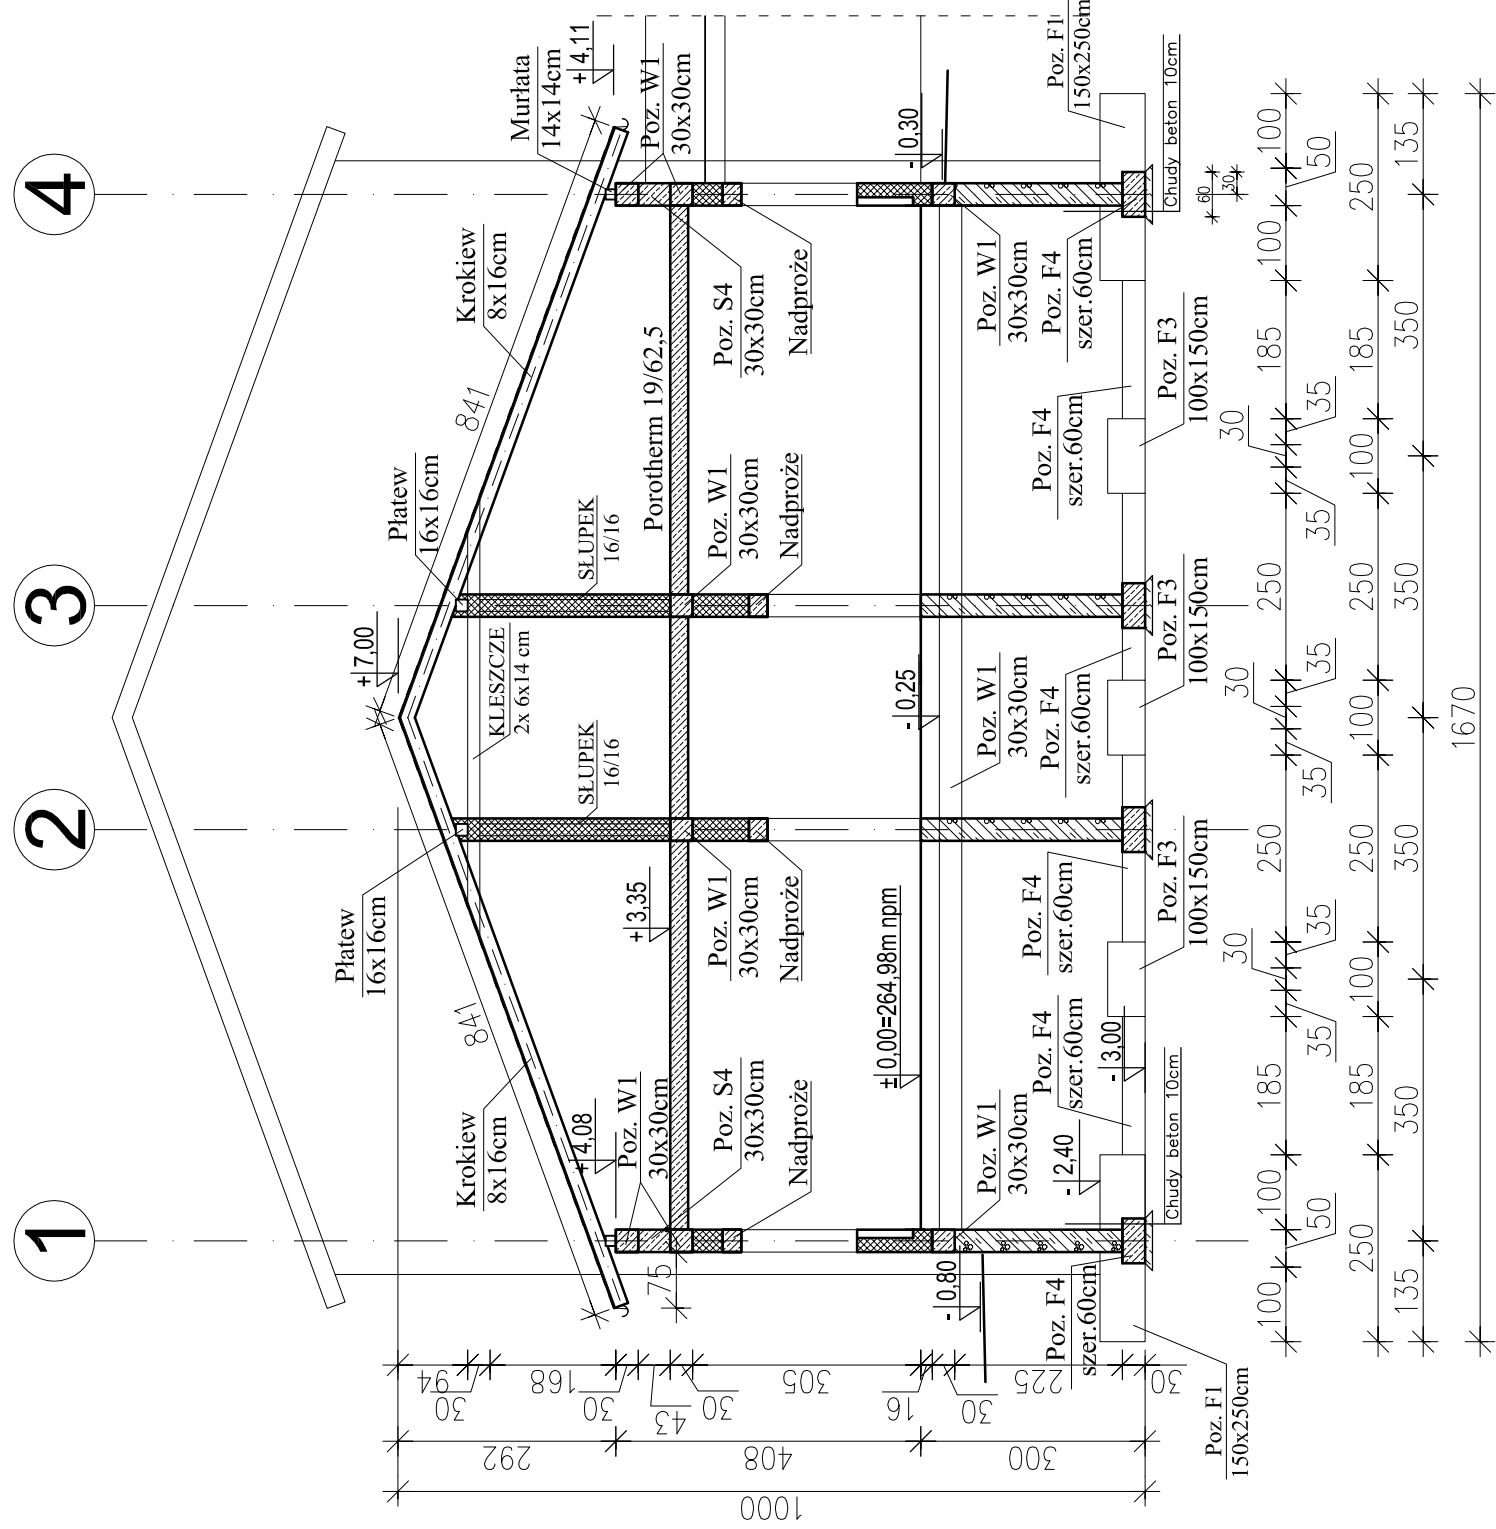 1
2
3
4
Murłata
14x14cm
+ 4,11
Poz. W1
30x30cm
Krokiew
8x16cm
841
Płatew
16x16cm
+7,00
SŁUPEK
16/16
KLESZCZE
2x 6x14 cm
SŁUPEK
16/16
Płatew
16x16cm
841
Krokiew
8x16cm
+4,08
Poz. W1
30x30cm
Porotherm 19/62,5
+3,35
Poz. S4
30x30cm
Nadproże
Poz. W1
30x30cm
Nadproże
Poz. W1
30x30cm
Nadproże
Poz. S4
30x30cm
Nadproże
75
- 0,30
- 0,25
± 0,00=264,98m npm
- 0,80
Poz. W1
30x30cm
Poz. F4
szer.60cm
Poz. W1
30x30cm
Poz. F4
szer.60cm
Poz. W1
30x30cm
Poz. F4
szer.60cm
Poz. F4
szer.60cm
Poz. F4
szer.60cm
Poz. F4
szer.60cm
- 2,40
- 3,00
Poz. F1
150x250cm
Chudy beton 10cm
Poz. F3
100x150cm
Poz. F3
100x150cm
Poz. F3
100x150cm
Chudy beton 10cm
Poz. F1
150x250cm
60
30
100
50
100
185
35
30
35
250
35
30
35
250
35
30
35
185
100
50
100
250
185
100
250
100
250
100
185
250
135
350
350
350
350
350
135
1670
94
30
168
30
43
30
305
16
30
225
30
292
408
300
1000